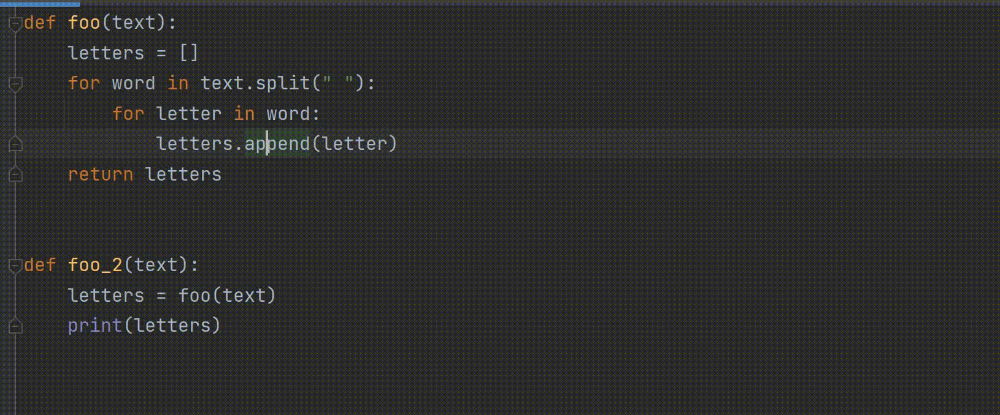 def foo(text):
    letters = []
    for word in text.split(" "):
        for letter in word:
            letters.append(letter)
    return letters
def foo_2(text):
    letters = foo(text)
    print(letters)